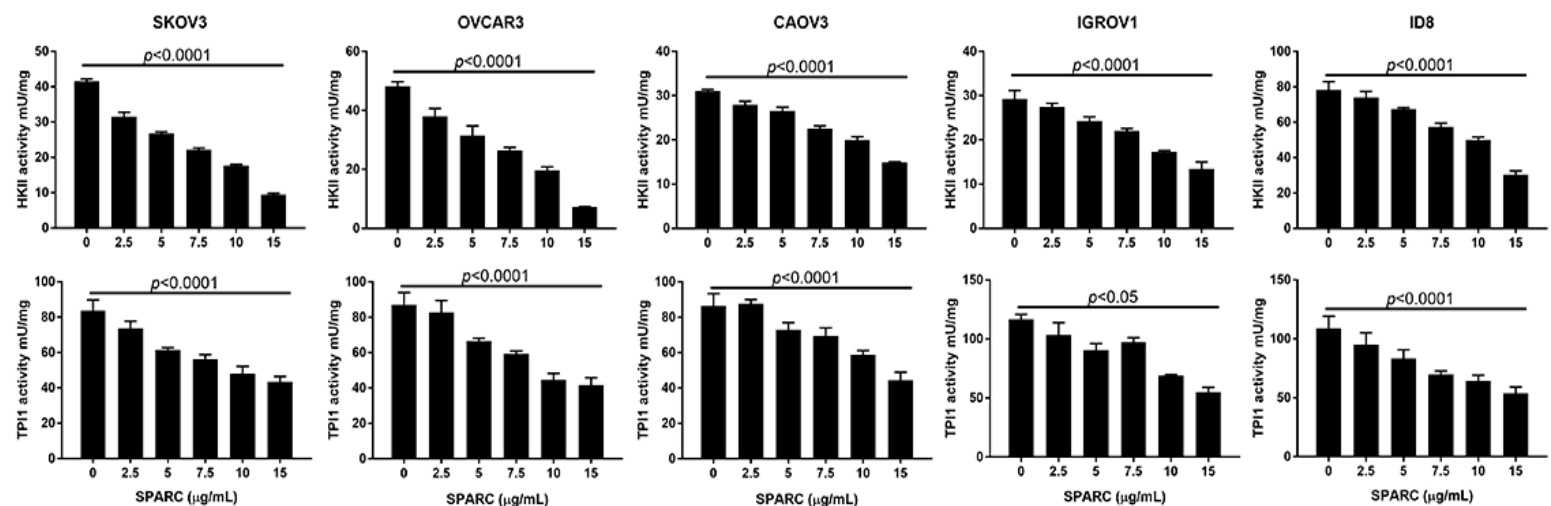 SKOV3
HKII activity mU/mg
50
40
30
20
10
0
p<0.0001
0 2.5 5 7.5 10 15
OVCAR3
HKII activity mU/mg
60
40
20
0
p<0.0001
0 2.5 5 7.5 10 15
CAOV3
HKII activity mU/mg
40
30
20
10
0
p<0.0001
0 2.5 5 7.5 10 15
IGROV1
HKII activity mU/mg
40
30
20
10
0
p<0.0001
0 2.5 5 7.5 10 15
ID8
HKII activity mU/mg
100
80
60
40
20
0
p<0.0001
0 2.5 5 7.5 10 15
TPI1 activity mU/mg
100
80
60
40
20
0
p<0.0001
0 2.5 5 7.5 10 15
SPARC (μg/mL)
TPI1 activity mU/mg
100
80
60
40
20
0
p<0.0001
0 2.5 5 7.5 10 15
SPARC (μg/mL)
TPI1 activity mU/mg
100
80
60
40
20
0
p<0.0001
0 2.5 5 7.5 10 15
SPARC (μg/mL)
TPI1 activity mU/mg
150
100
50
0
p<0.05
0 2.5 5 7.5 10 15
SPARC (μg/mL)
TPI1 activity mU/mg
150
100
50
0
p<0.0001
0 2.5 5 7.5 10 15
SPARC (μg/mL)